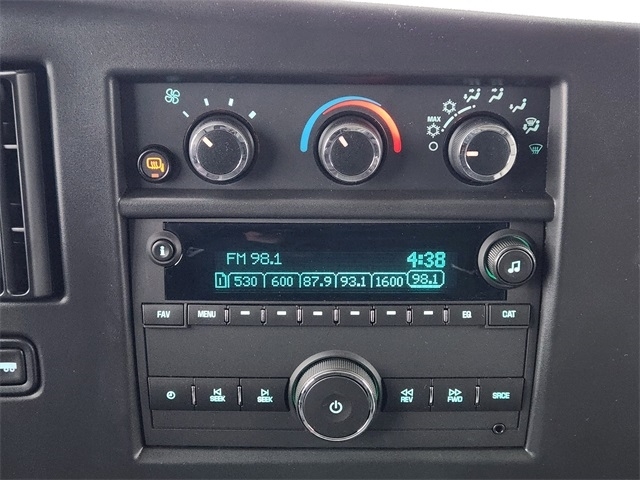 MAX
FM 98.1 4:38
1 530 600 87.9 93.1 1600 98.1
FAV MENU EQ CAT
SEEK SEEK REV FWD SRCE